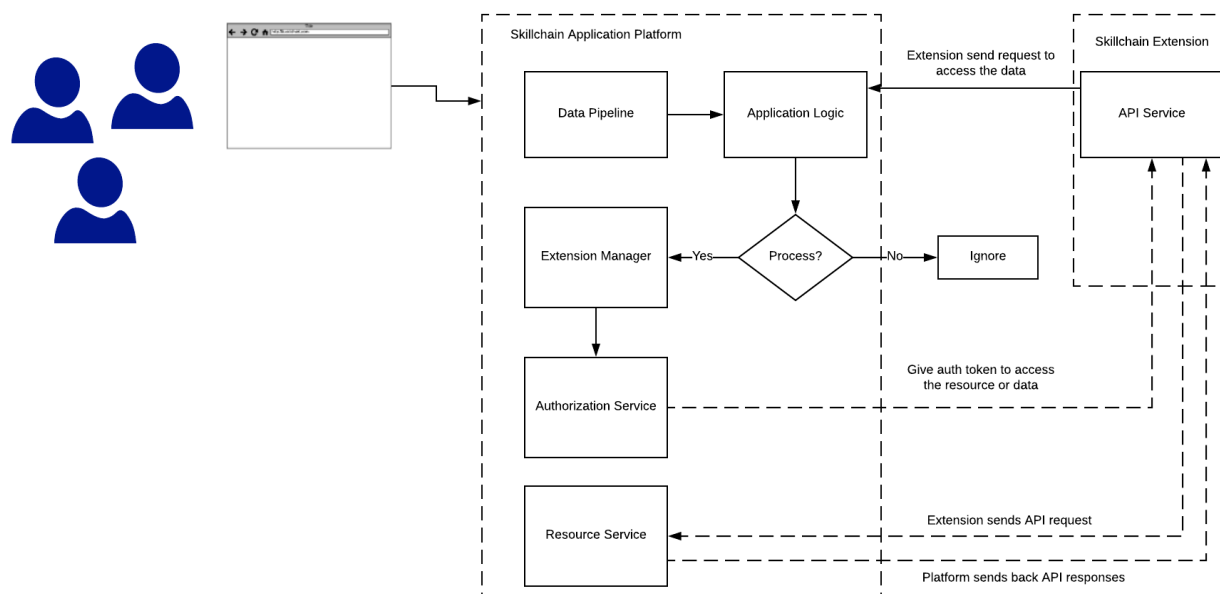 Title
Skillchain Application Platform
Skillchain Extension
Extension send request to
access the data
Data Pipeline
Application Logic
API Service
Extension Manager
Yes
Process?
No
Ignore
Give auth token to access
the resource or data
Authorization Service
Extension sends API request
Resource Service
Platform sends back API responses